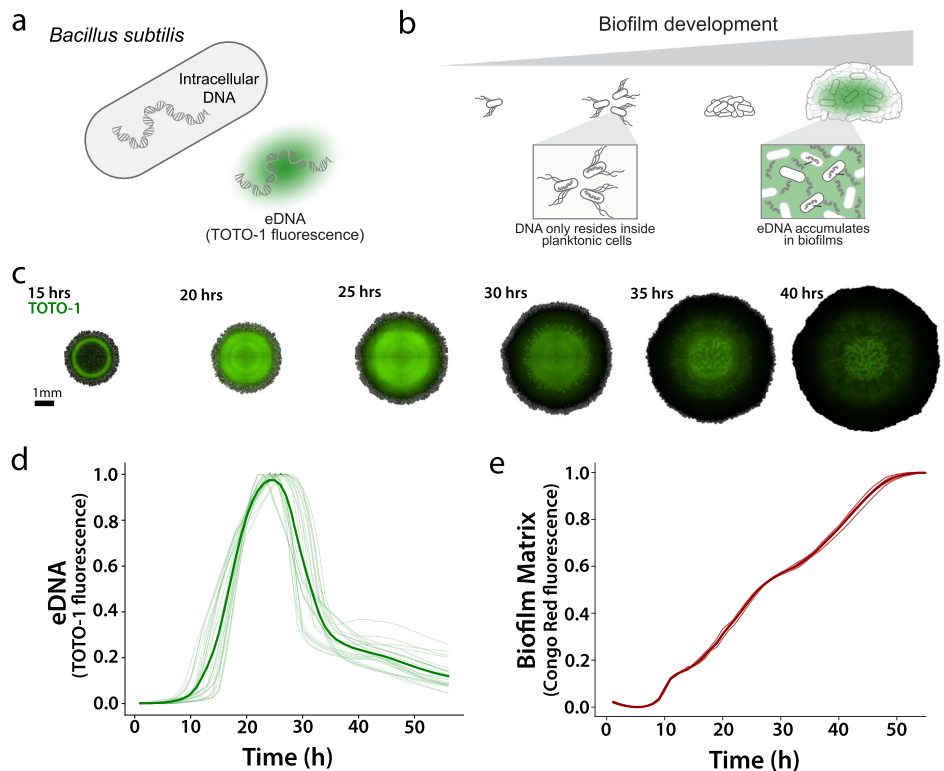 a
Bacillus subtilis
Intracellular
DNA
eDNA
(TOTO-1 fluorescence)
b
Biofilm development
DNA only resides inside
planktonic cells
eDNA accumulates
in biofilms
c
15 hrs
TOTO-1
20 hrs
25 hrs
30 hrs
35 hrs
40 hrs
1mm
d
eDNA
(TOTO-1 fluorescence)
1.0
0.8
0.6
0.4
0.2
0.0
0
10
20
30
40
50
Time (h)
e
Biofilm Matrix
(Congo Red fluorescence)
1.0
0.8
0.6
0.4
0.2
0.0
0
10
20
30
40
50
Time (h)